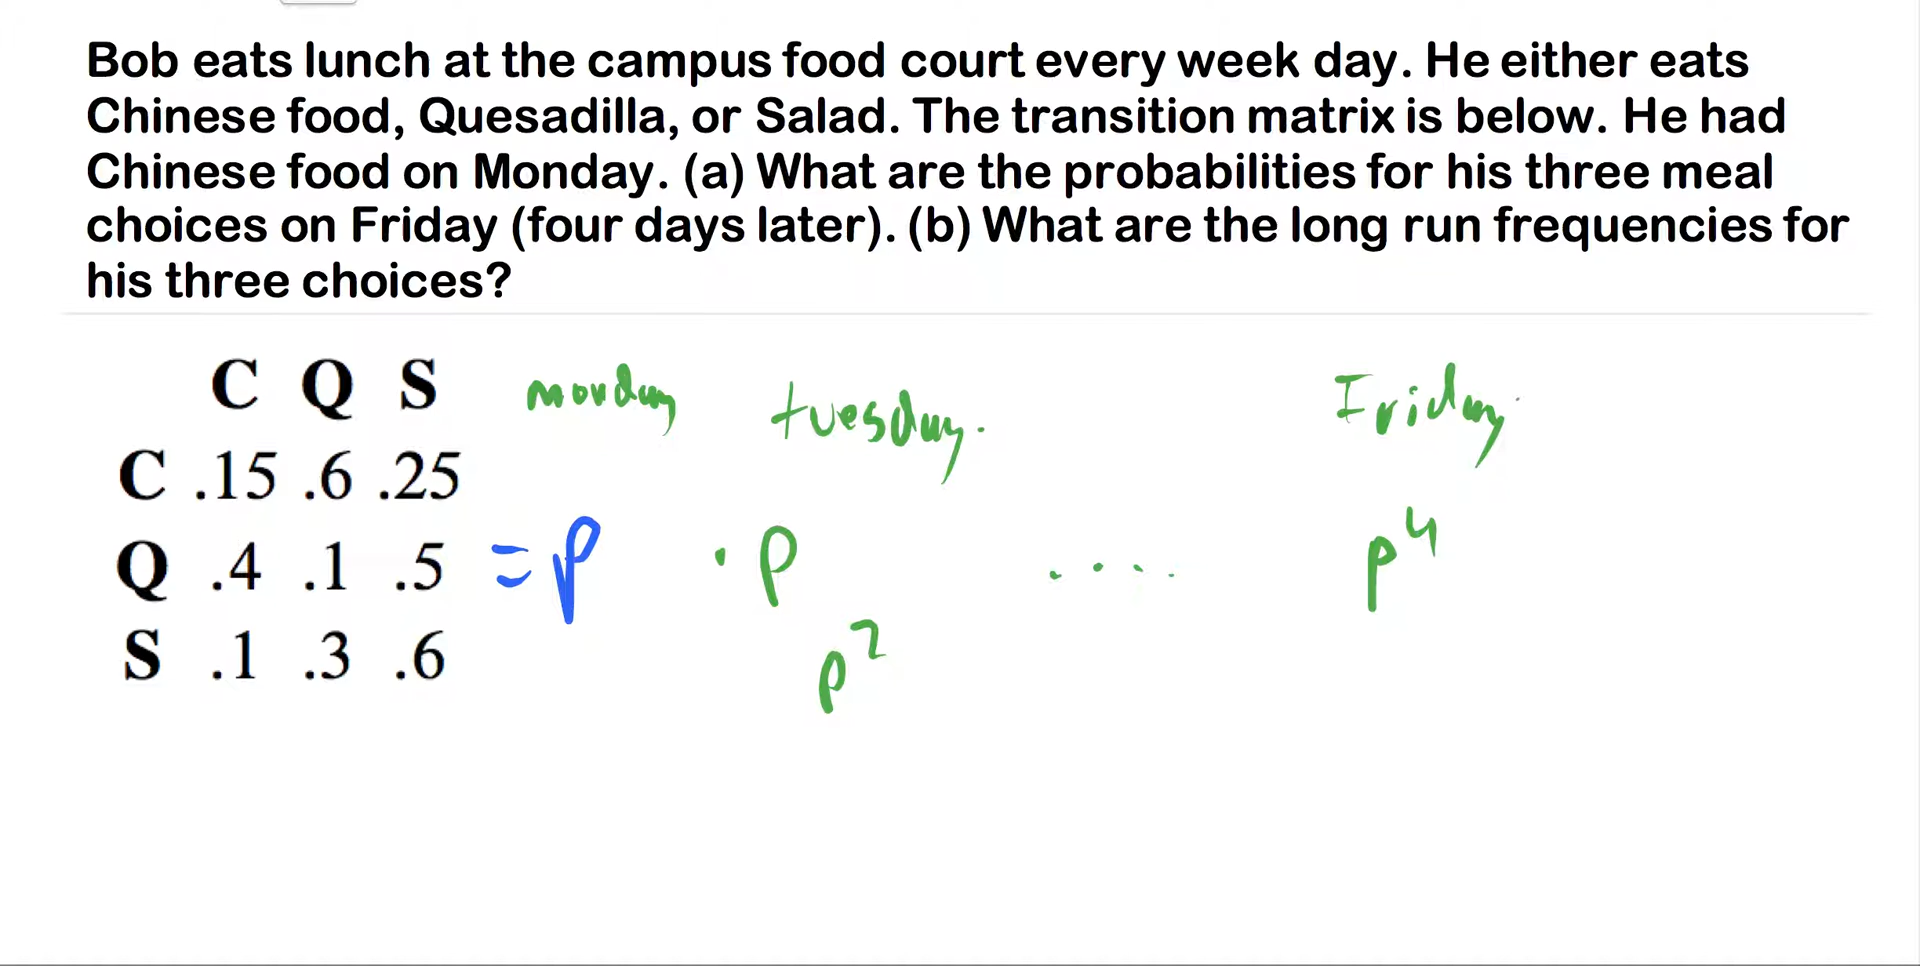 Bob eats lunch at the campus food court every week day. He either eats
Chinese food, Quesadilla, or Salad. The transition matrix is below. He had
Chinese food on Monday. (a) What are the probabilities for his three meal
choices on Friday (four days later). (b) What are the long run frequencies for
his three choices?
C Q S monday tuesday. Friday.
C .15 .6 .25
Q .4 .1 .5 = P · P .... P⁴
P²
S .1 .3 .6